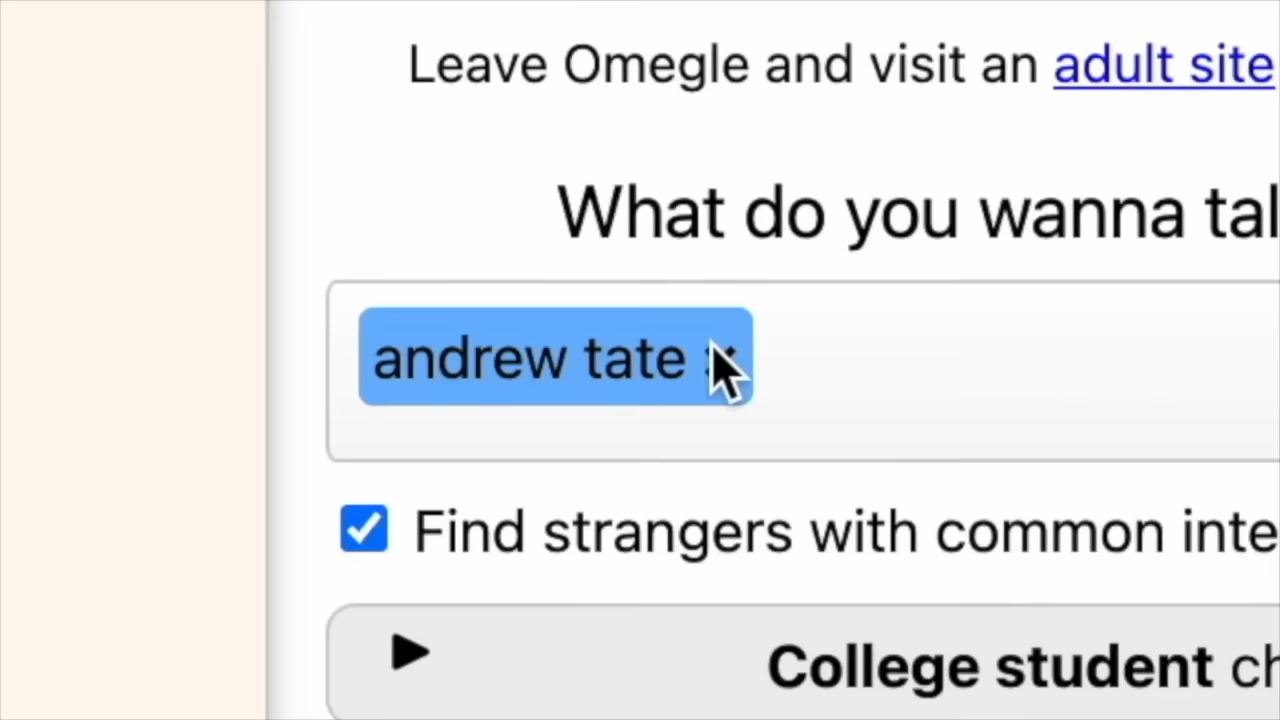 Leave Omegle and visit an adult site
What do you wanna tal
andrew tate
Find strangers with common inte
College student ch